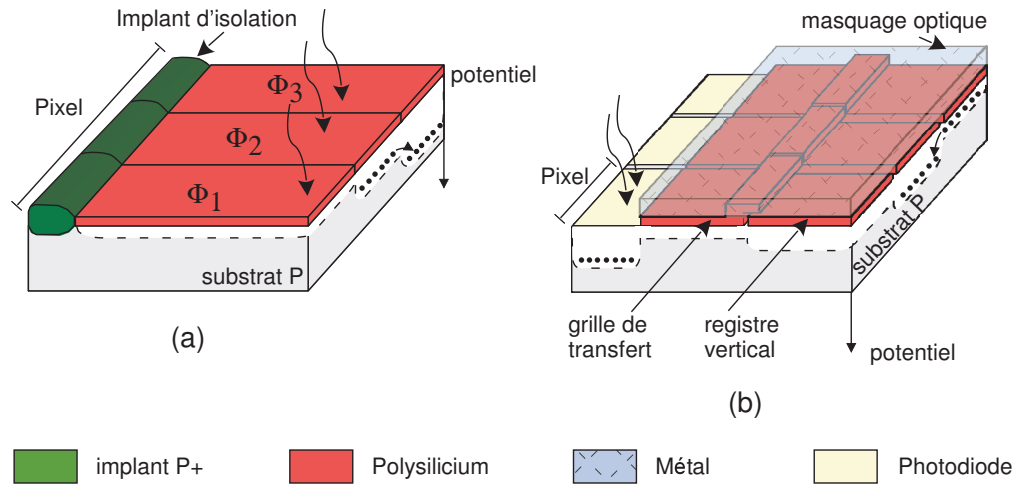 Implant d'isolation
Pixel
Φ3
Φ2
Φ1
potentiel
substrat P
(a)
masquage optique
Pixel
substrat P
grille de
transfert
registre
vertical
potentiel
(b)
implant P+
Polysilicium
Métal
Photodiode